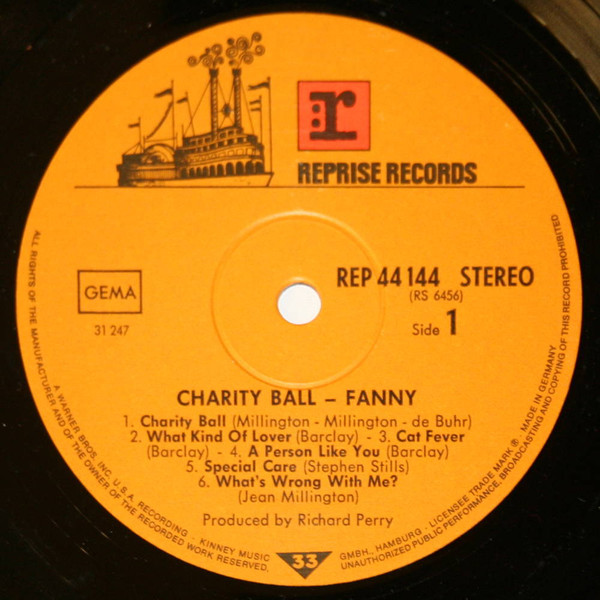 r
REPRISE RECORDS
GEMA
31 247
REP 44 144 STEREO
(RS 6456)
Side 1
CHARITY BALL – FANNY
1. Charity Ball (Millington - Millington - de Buhr)
2. What Kind Of Lover (Barclay) - 3. Cat Fever
(Barclay) - 4. A Person Like You (Barclay)
5. Special Care (Stephen Stills)
6. What's Wrong With Me?
(Jean Millington)
Produced by Richard Perry
33
ALL RIGHTS OF THE MANUFACTURER AND OF THE OWNER OF THE RECORDED WORK RESERVED.
A WARNER BROS. INC. U.S.A. RECORDING - KINNEY MUSIC GMBH., HAMBURG - LICENSEE TRADE MARK ® - MADE IN GERMANY
UNAUTHORIZED PUBLIC PERFORMANCE, BROADCASTING AND COPYING OF THIS RECORD PROHIBITED